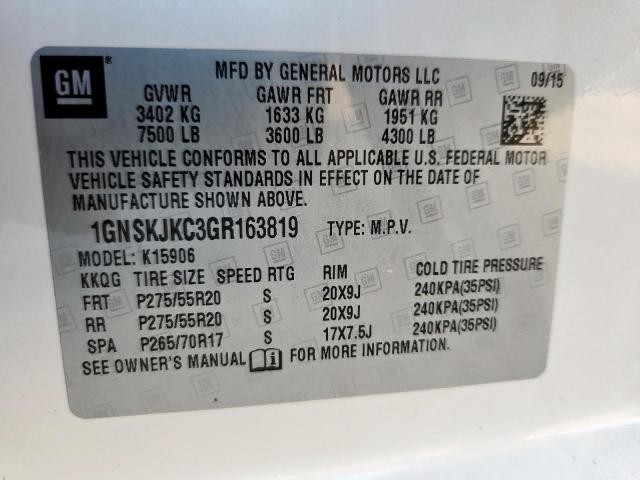 GM ®
MFD BY GENERAL MOTORS LLC 09/15
GVWR GAWR FRT GAWR RR
3402 KG 1633 KG 1951 KG
7500 LB 3600 LB 4300 LB
THIS VEHICLE CONFORMS TO ALL APPLICABLE U.S. FEDERAL MOTOR
VEHICLE SAFETY STANDARDS IN EFFECT ON THE DATE OF
MANUFACTURE SHOWN ABOVE.
1GNSKJKC3GR163819 TYPE: M.P.V.
MODEL: K15906
KKQG TIRE SIZE SPEED RTG RIM COLD TIRE PRESSURE
FRT P275/55R20 S 20X9J 240KPA(35PSI)
RR P275/55R20 S 20X9J 240KPA(35PSI)
SPA P265/70R17 S 17X7.5J 240KPA(35PSI)
SEE OWNER'S MANUAL i FOR MORE INFORMATION.